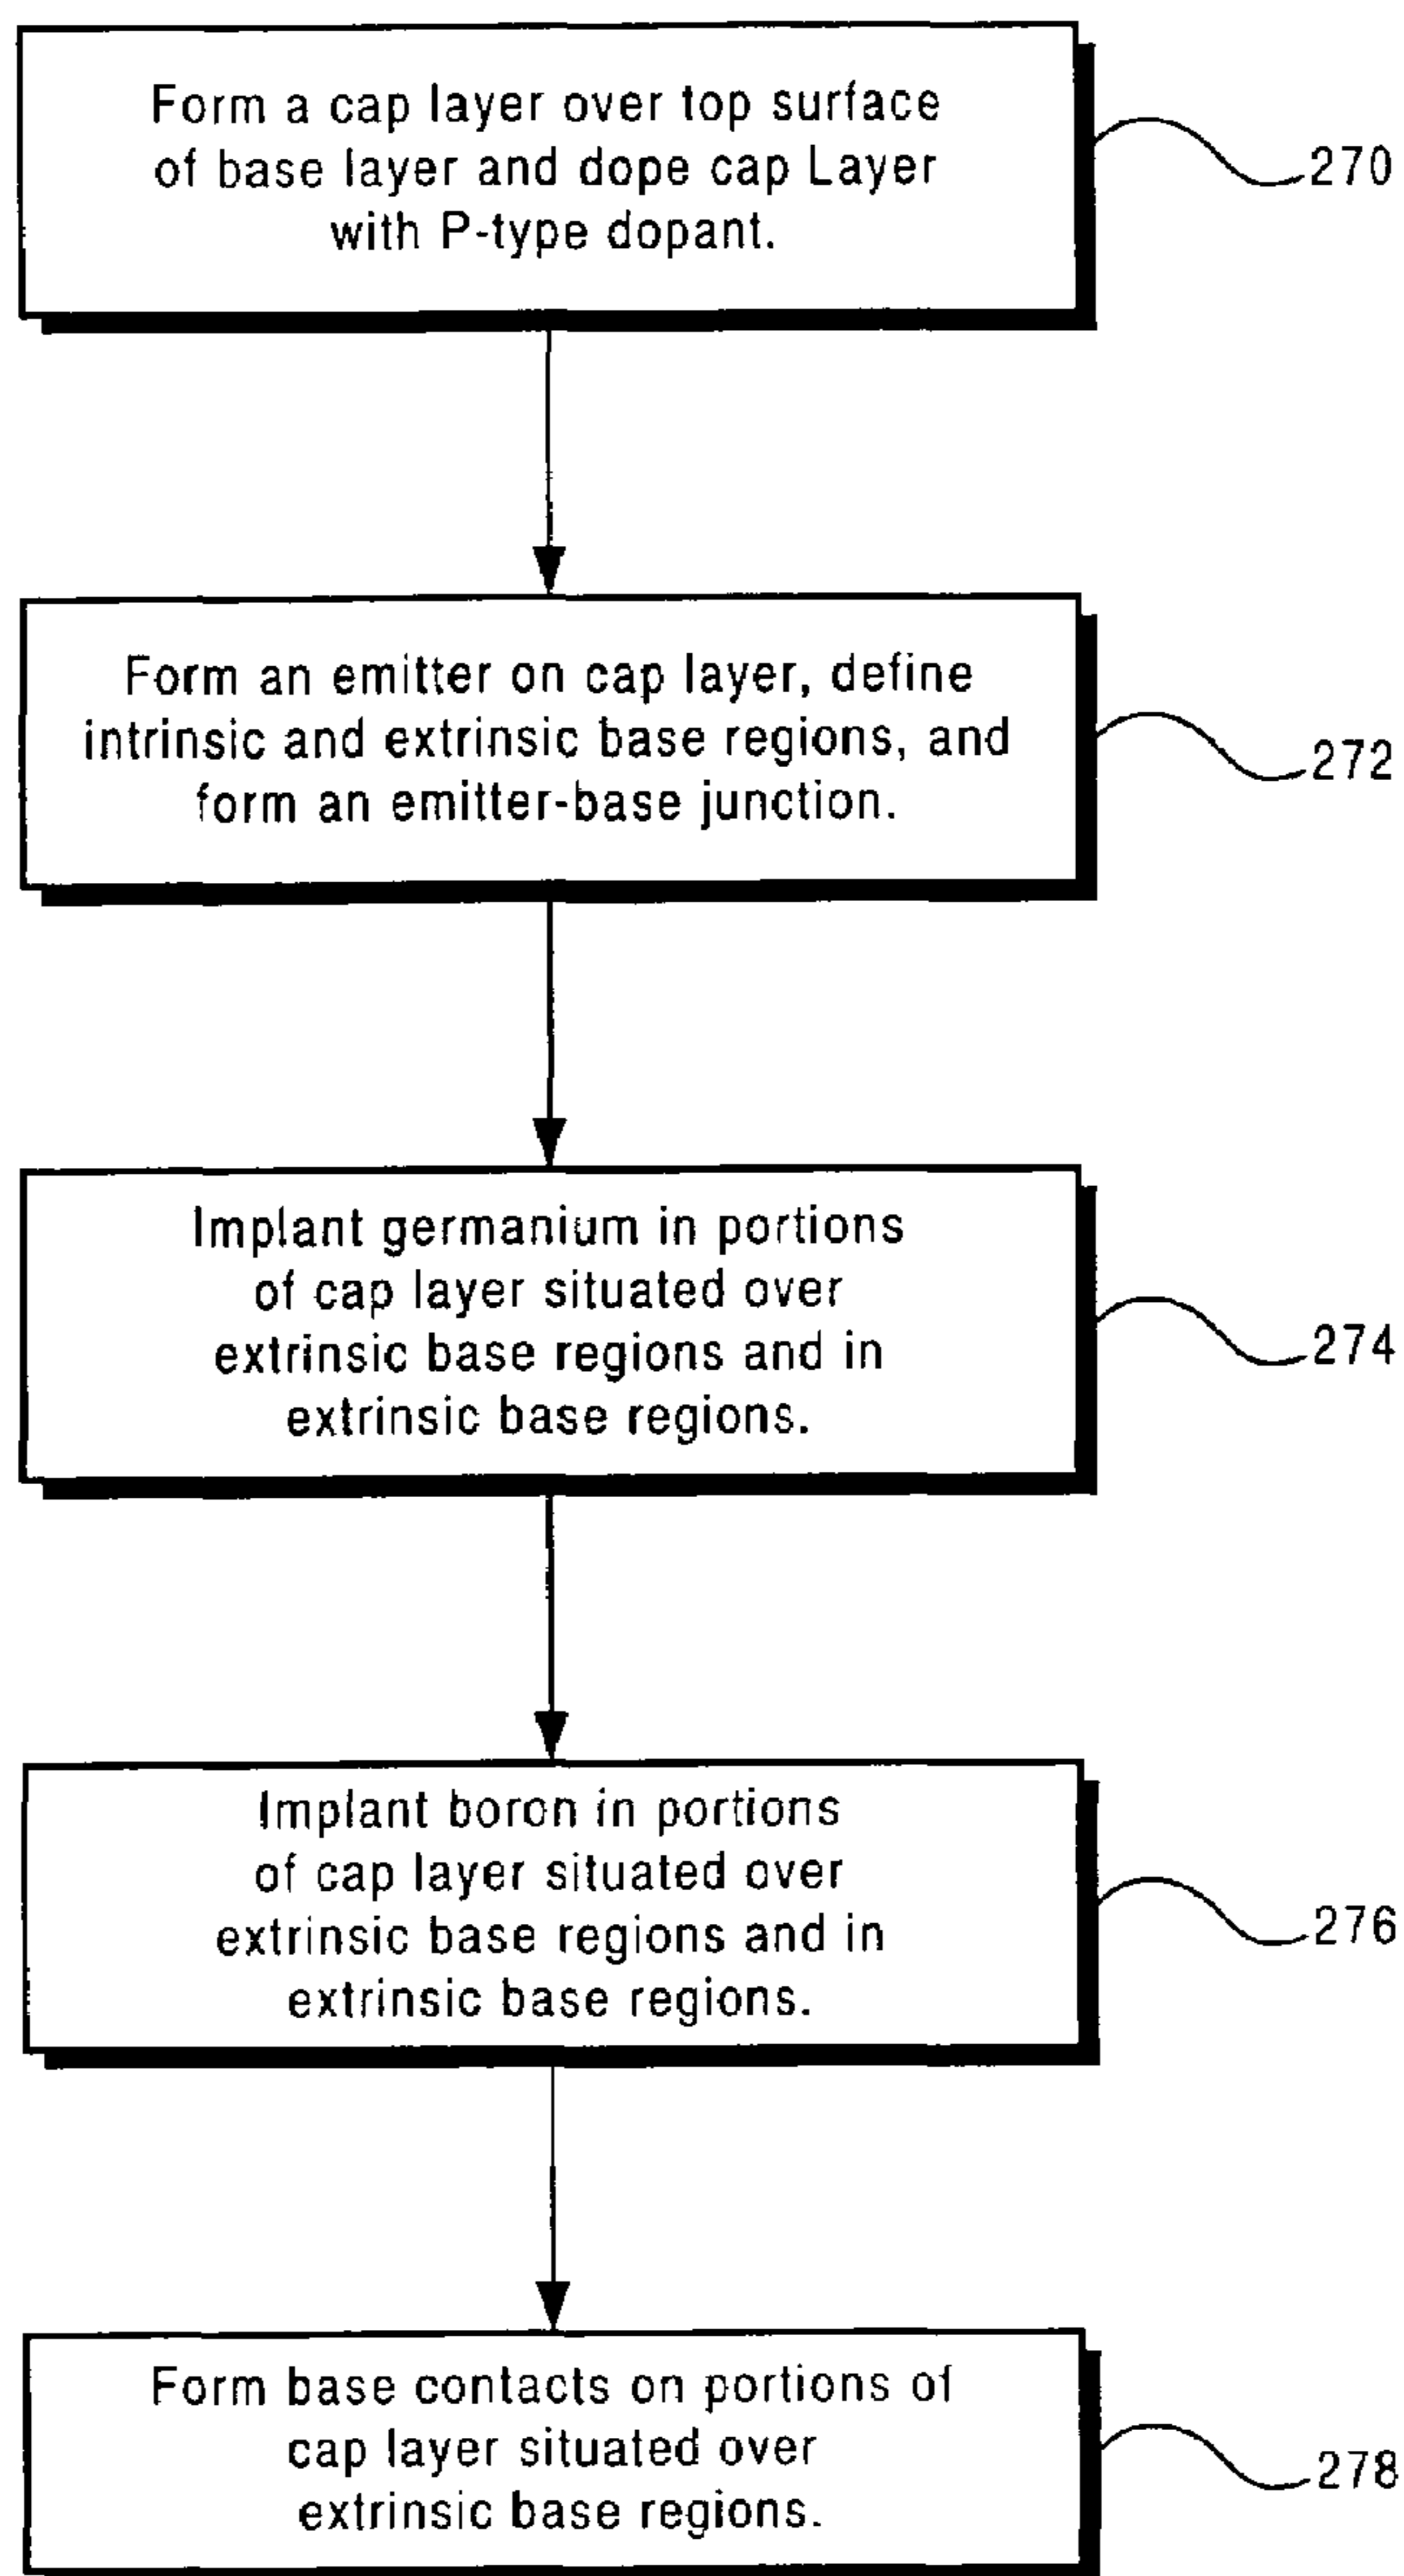 Form a cap layer over top surface
of base layer and dope cap Layer
with P-type dopant.
270
Form an emitter on cap layer, define
intrinsic and extrinsic base regions, and
form an emitter-base junction.
272
Implant germanium in portions
of cap layer situated over
extrinsic base regions and in
extrinsic base regions.
274
Implant boron in portions
of cap layer situated over
extrinsic base regions and in
extrinsic base regions.
276
Form base contacts on portions of
cap layer situated over
extrinsic base regions.
278